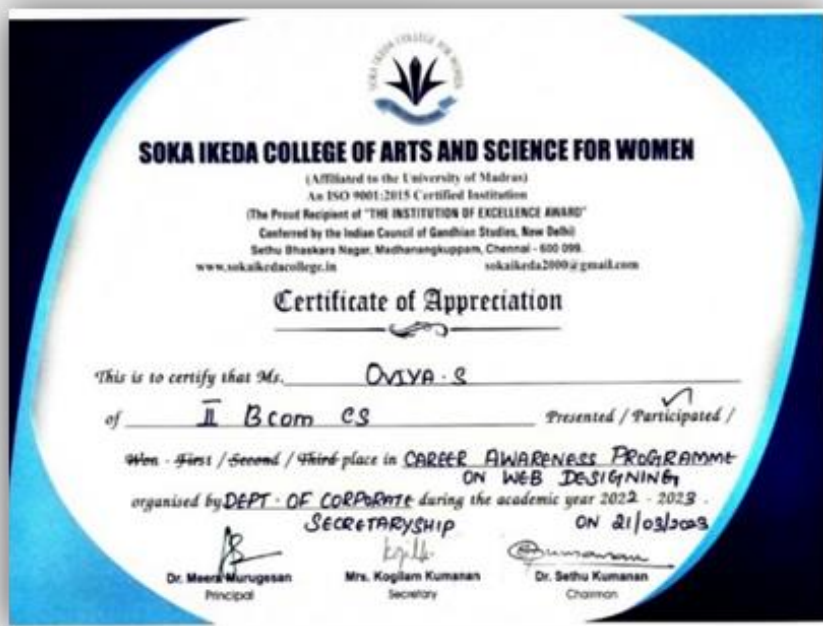 SOKA IKEDA COLLEGE FOR WOMEN
SOKA IKEDA COLLEGE OF ARTS AND SCIENCE FOR WOMEN
(Affiliated to the University of Madras)
An ISO 9001:2015 Certified Institution
(The Proud Recipient of "THE INSTITUTION OF EXCELLENCE AWARD"
Conferred by the Indian Council of Gandhian Studies, New Delhi)
Sethu Bhaskara Nagar, Madhanangkuppam, Chennai - 600 099.
www.sokaikedacollege.in sokaikeda2000@gmail.com
Certificate of Appreciation
This is to certify that Ms. OVIYA.S
of II Bcom CS Presented / Participated /
Won - First / Second / Third place in CAREER AWARENESS PROGRAMME
ON WEB DESIGNING
organised by DEPT. OF CORPORATE during the academic year 2022 - 2023.
SECRETARYSHIP ON 21/03/2023
Dr. Meera Murugesan Mrs. Kogilam Kumanan Dr. Sethu Kumanan
Principal Secretary Chairman